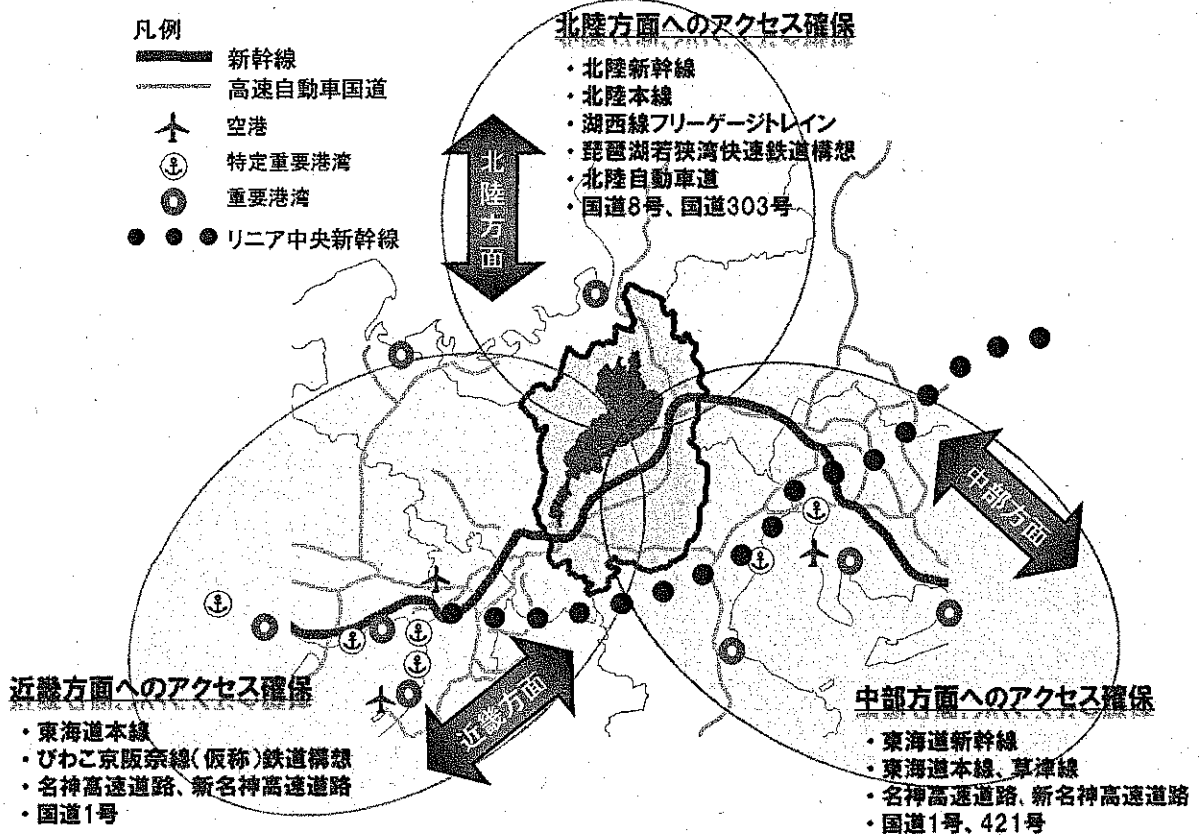 凡例
新幹線
高速自動車国道
空港
特定重要港湾
重要港湾
リニア中央新幹線
北陸方面へのアクセス確保
・北陸新幹線
・北陸本線
・湖西線フリーゲージトレイン
・琵琶湖若狭湾快速鉄道構想
・北陸自動車道
・国道8号、国道303号
北陸方面
中部方面
近畿方面
近畿方面へのアクセス確保
・東海道本線
・びわこ京阪奈線(仮称)鉄道構想
・名神高速道路、新名神高速道路
・国道1号
中部方面へのアクセス確保
・東海道新幹線
・東海道本線、草津線
・名神高速道路、新名神高速道路
・国道1号、421号